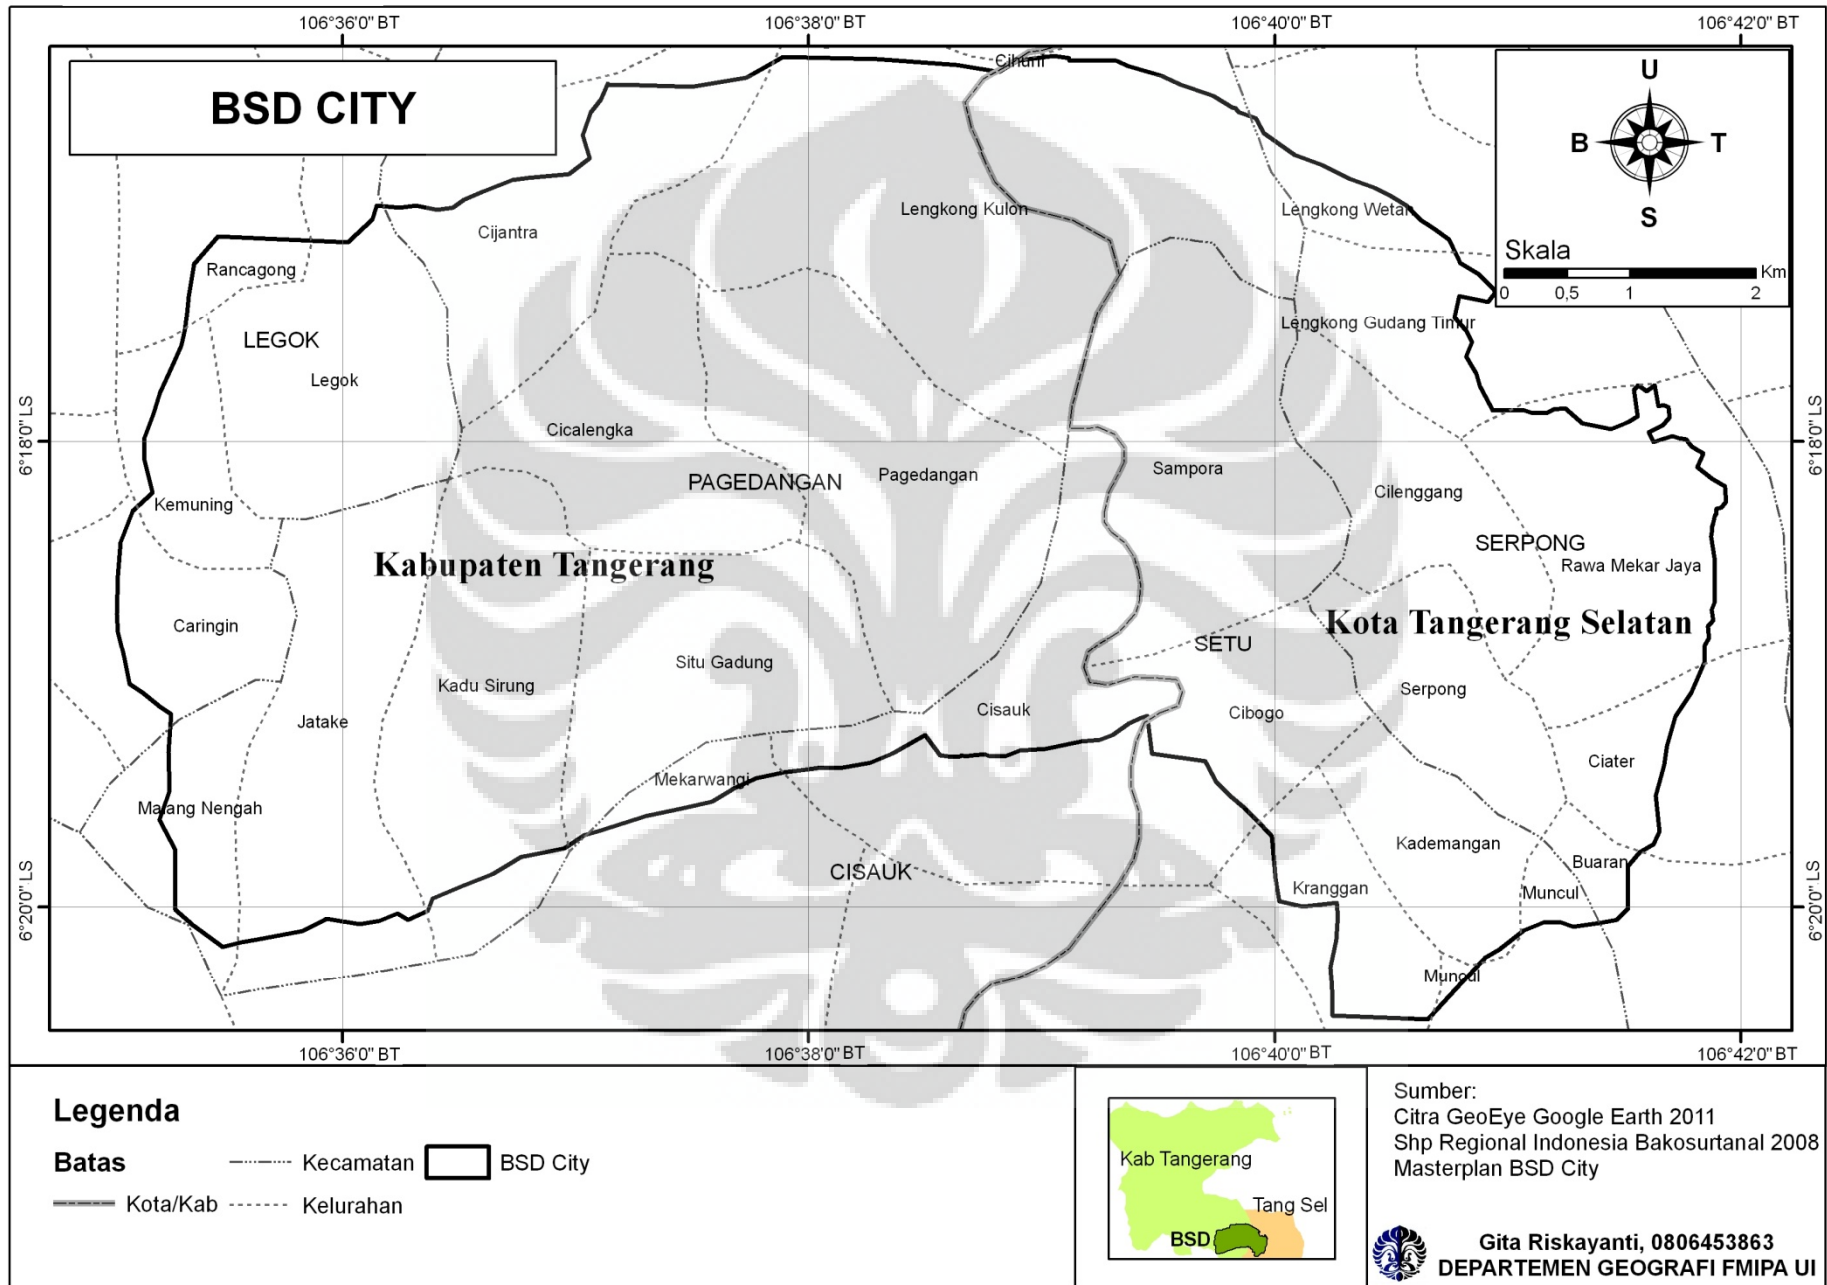 106°36'0" BT
106°38'0" BT
106°40'0" BT
106°42'0" BT
BSD CITY
Cihuni
U
B
T
S
Skala
Km
0
0,5
1
2
Lengkong Kulon
Lengkong Wetan
Cijantra
Rancagong
LEGOK
Lengkong Gudang Timur
Legok
6°18'0" LS
6°18'0" LS
Cicalengka
PAGEDANGAN
Pagedangan
Sampora
Cilenggang
Kemuning
SERPONG
Kabupaten Tangerang
Rawa Mekar Jaya
Caringin
Kota Tangerang Selatan
SETU
Situ Gadung
Kadu Sirung
Serpong
Jatake
Cisauk
Cibogo
Ciater
Mekarwangi
Malang Nengah
Kademangan
CISAUK
Buaran
Kranggan
Muncul
6°20'0" LS
6°20'0" LS
Muncul
106°36'0" BT
106°38'0" BT
106°40'0" BT
106°42'0" BT
Legenda
Batas
Kecamatan
BSD City
Kota/Kab
Kelurahan
Kab Tangerang
Tang Sel
BSD
Sumber:
Citra GeoEye Google Earth 2011
Shp Regional Indonesia Bakosurtanal 2008
Masterplan BSD City
Gita Riskayanti, 0806453863
DEPARTEMEN GEOGRAFI FMIPA UI